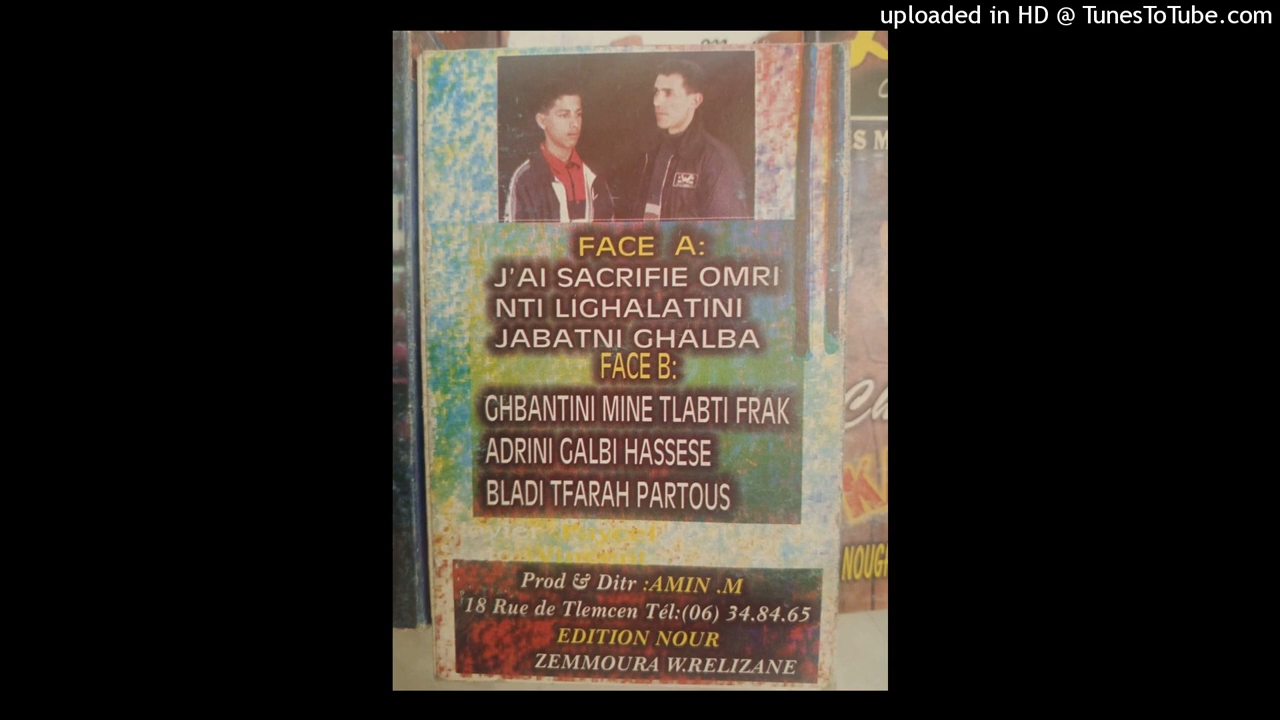 uploaded in HD @ TunesToTube.com
FACE A:
J'AI SACRIFIE OMRI
NTI LIGHALATINI
JABATNI GHALBA
FACE B:
GHBANTINI MINE TLABTI FRAK
ADRINI GALBI HASSESE
BLADI TFARAH PARTOUS
Prod & Ditr :AMIN .M
18 Rue de Tlemcen Tél:(06) 34.84.65
EDITION NOUR
ZEMMOURA W.RELIZANE
S M
Ch
K
NOUGH